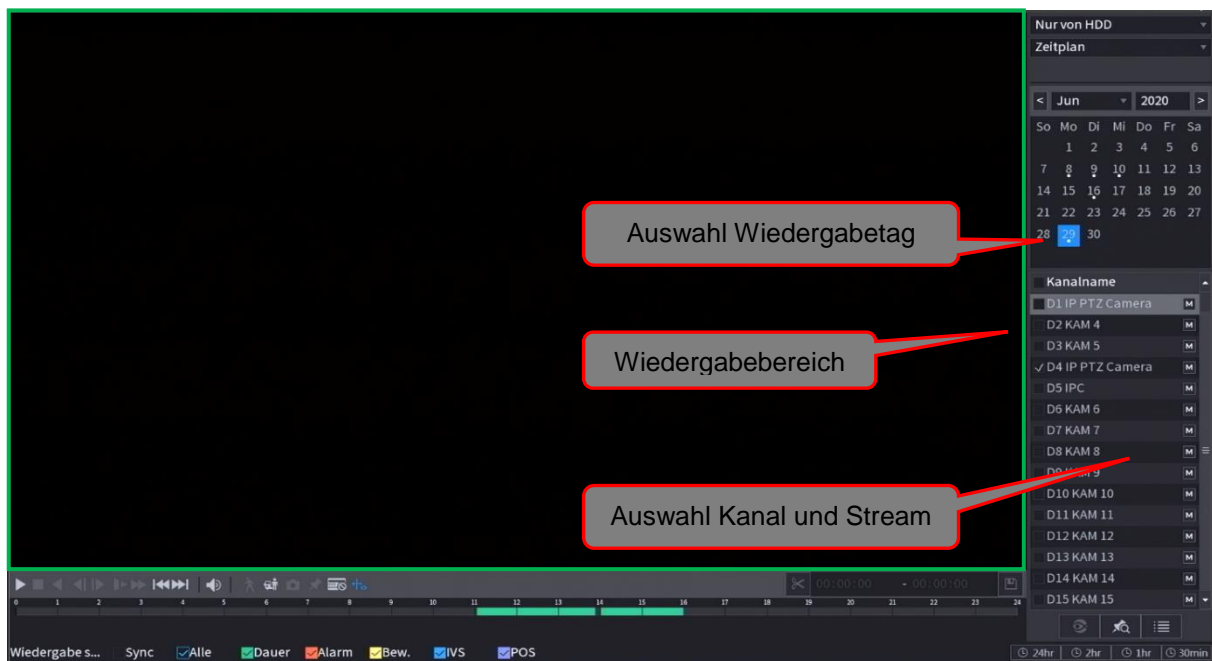 Nur von HDD
Zeitplan
< Jun 2020 >
So Mo Di Mi Do Fr Sa
1 2 3 4 5 6
7 8 9 10 11 12 13
14 15 16 17 18 19 20
21 22 23 24 25 26 27
28 29 30
Auswahl Wiedergabetag
Wiedergabebereich
Auswahl Kanal und Stream
Kanalname
D1 IP PTZ Camera M
D2 KAM 4 M
D3 KAM 5 M
D4 IP PTZ Camera M
D5 IPC M
D6 KAM 6 M
D7 KAM 7 M
D8 KAM 8 M
D9 KAM 9 M
D10 KAM 10 M
D11 KAM 11 M
D12 KAM 12 M
D13 KAM 13 M
D14 KAM 14 M
D15 KAM 15 M
00:00:00 - 00:00:00
0 1 2 3 4 5 6 7 8 9 10 11 12 13 14 15 16 17 18 19 20 21 22 23 24
Wiedergabe s... Sync Alle Dauer Alarm Bew. IVS POS
24hr 2hr 1hr 30min